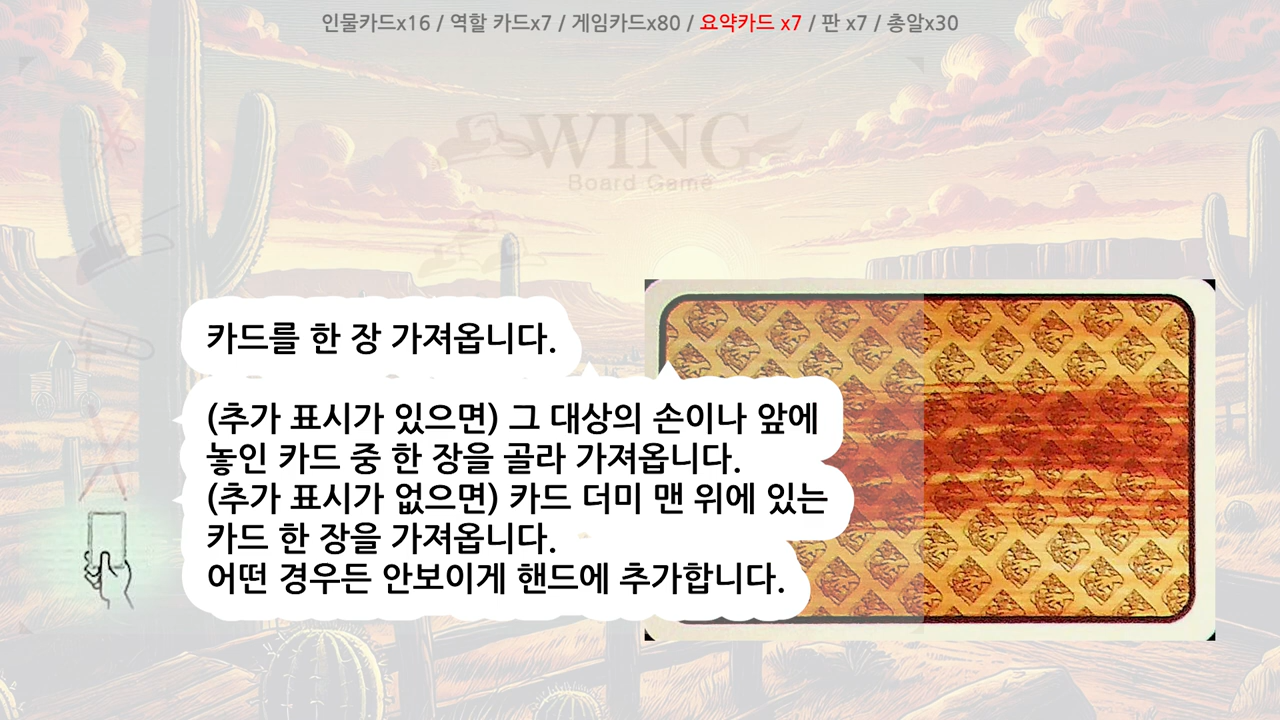 인물카드x16 / 역할 카드x7 / 게임카드x80 / 요약카드 x7 / 판 x7 / 총알x30
WING
Board Game
카드를 한 장 가져옵니다.
(추가 표시가 있으면) 그 대상의 손이나 앞에
놓인 카드 중 한 장을 골라 가져옵니다.
(추가 표시가 없으면) 카드 더미 맨 위에 있는
카드 한 장을 가져옵니다.
어떤 경우든 안보이게 핸드에 추가합니다.